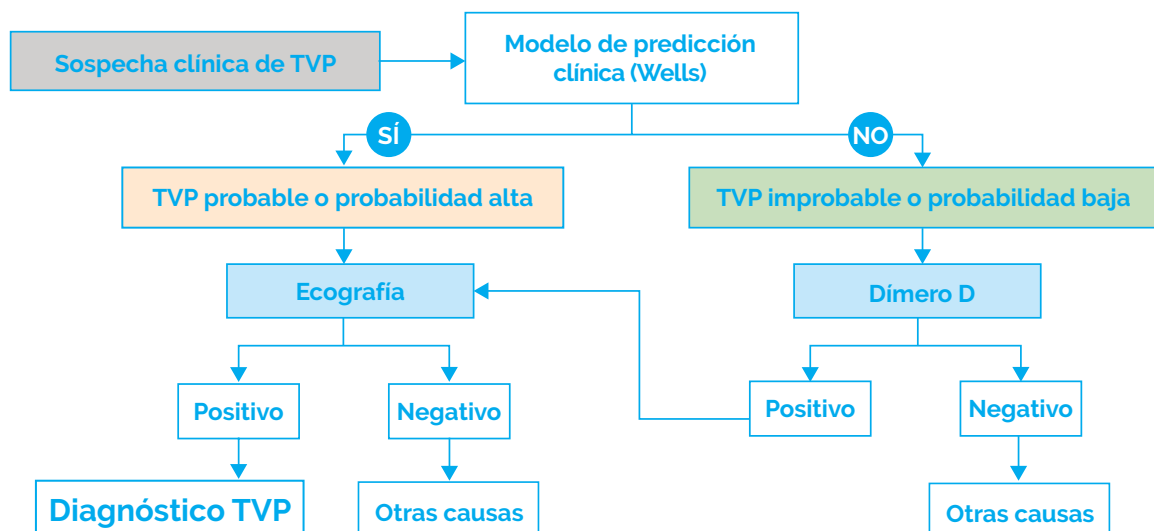 Sospecha clínica de TVP
Modelo de predicción
clínica (Wells)
SÍ
NO
TVP probable o probabilidad alta
TVP improbable o probabilidad baja
Ecografía
Dímero D
Positivo
Negativo
Positivo
Negativo
Diagnóstico TVP
Otras causas
Otras causas